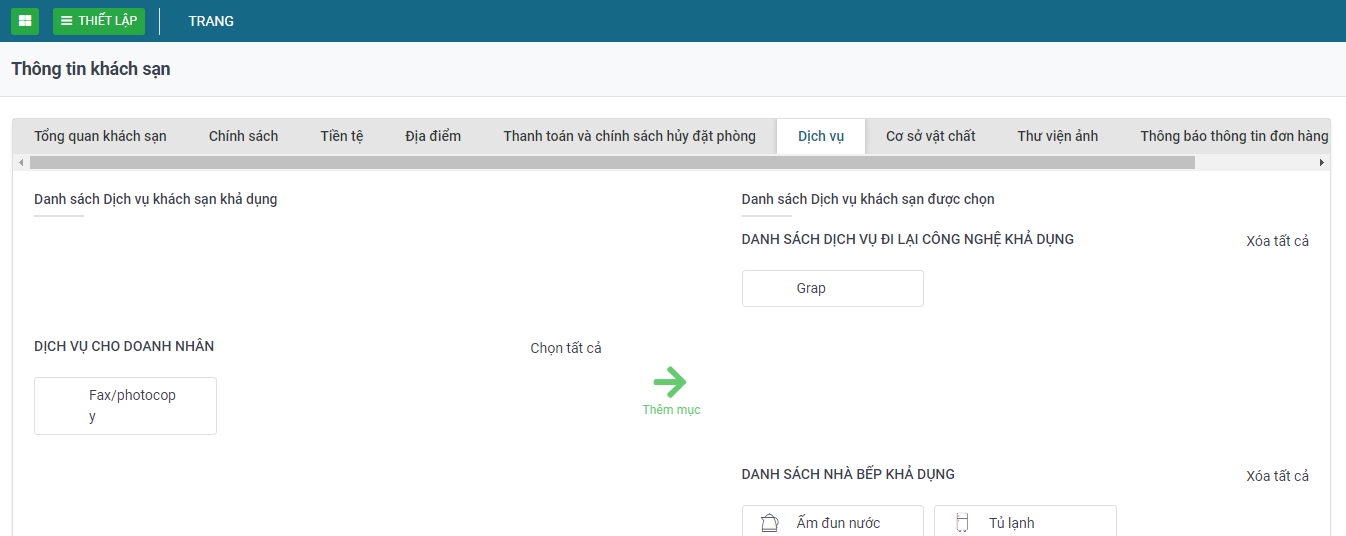 THIẾT LẬP
TRANG
Thông tin khách sạn
Tổng quan khách sạn
Chính sách
Tiền tệ
Địa điểm
Thanh toán và chính sách hủy đặt phòng
Dịch vụ
Cơ sở vật chất
Thư viện ảnh
Thông báo thông tin đơn hàng
Danh sách Dịch vụ khách sạn khả dụng
DỊCH VỤ CHO DOANH NHÂN
Chọn tất cả
Fax/photocop
y
Thêm mục
Danh sách Dịch vụ khách sạn được chọn
DANH SÁCH DỊCH VỤ ĐI LẠI CÔNG NGHỆ KHẢ DỤNG
Xóa tất cả
Grap
DANH SÁCH NHÀ BẾP KHẢ DỤNG
Xóa tất cả
Ấm đun nước
Tủ lạnh